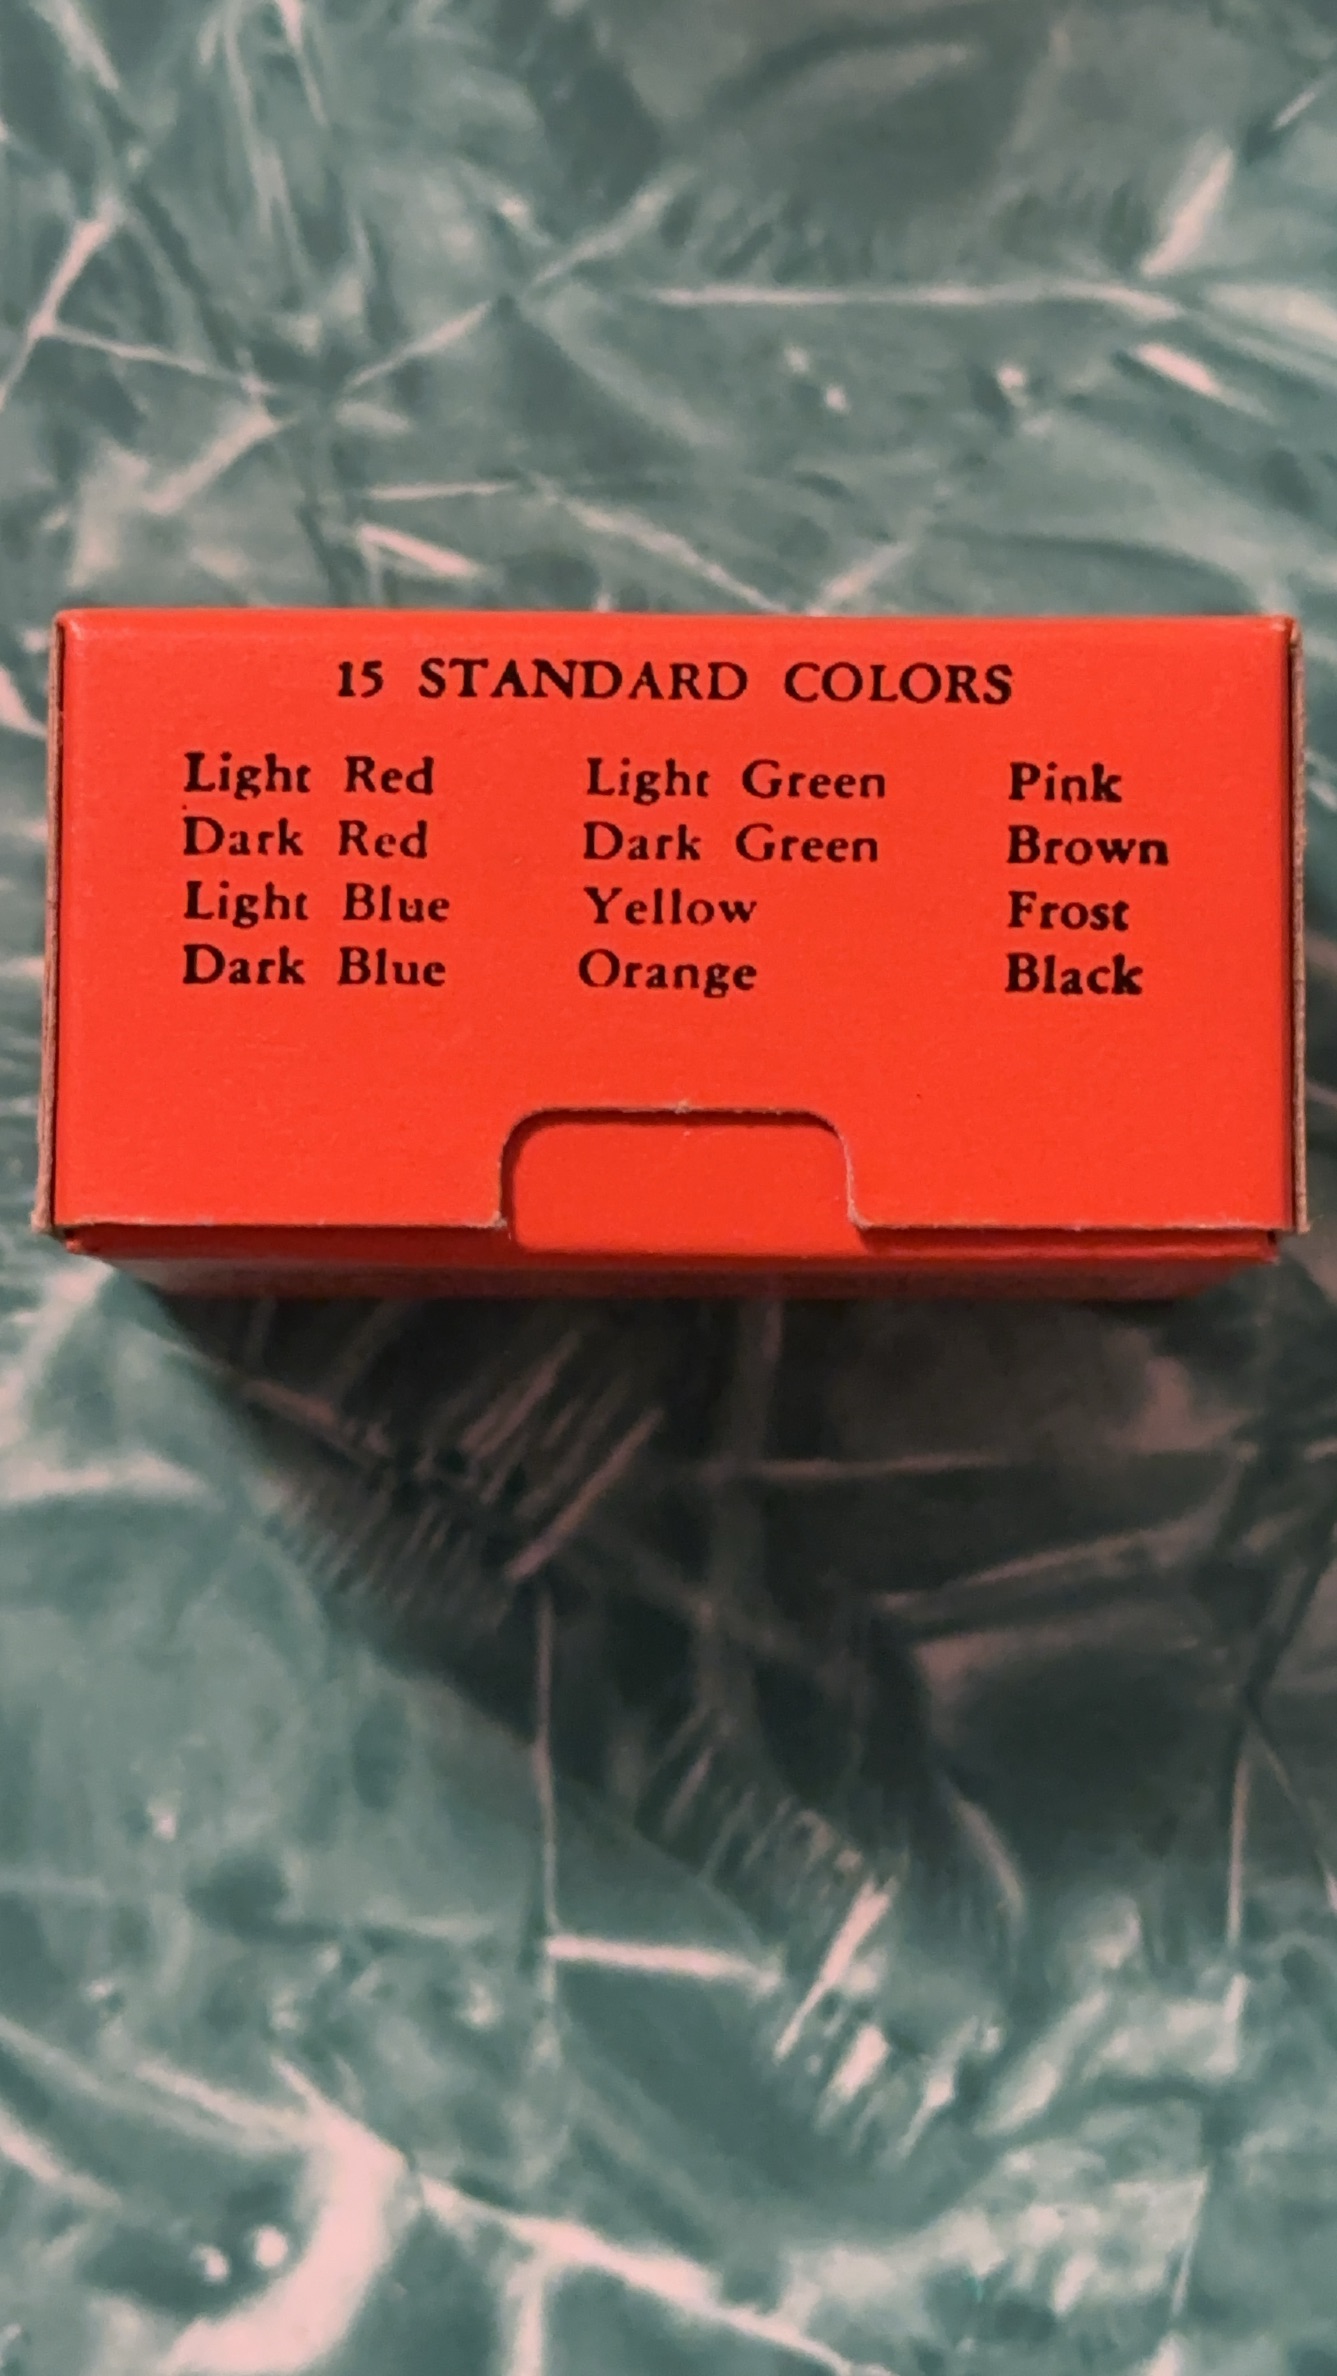 15 STANDARD COLORS
Light Red Light Green Pink
Dark Red Dark Green Brown
Light Blue Yellow Frost
Dark Blue Orange Black